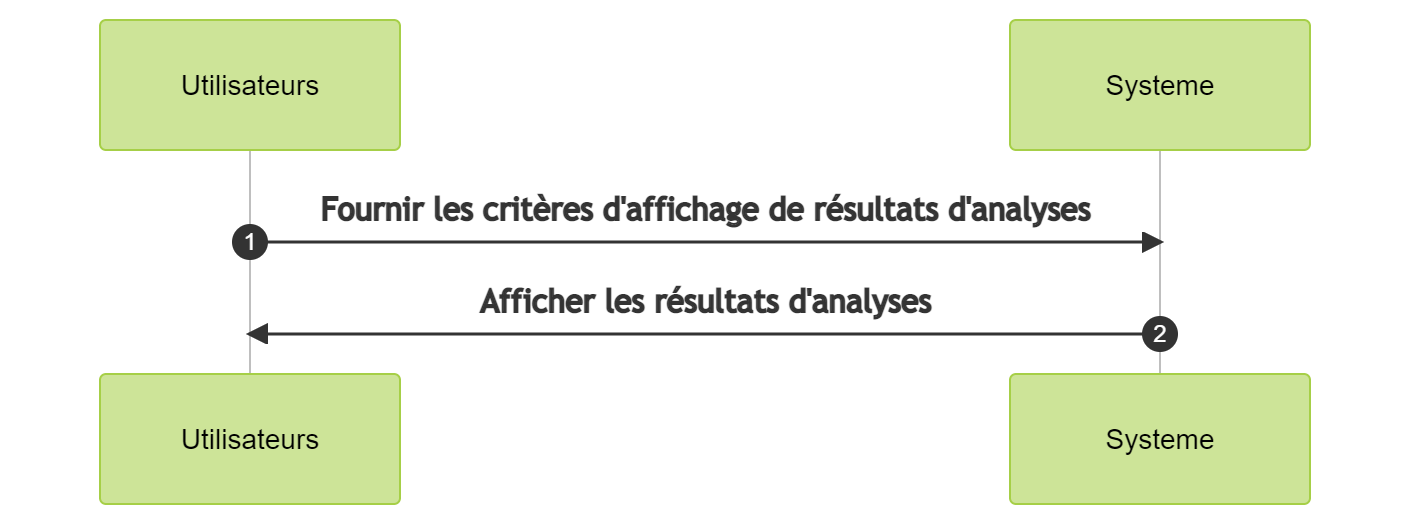 Utilisateurs
Systeme
Fournir les critères d'affichage de résultats d'analyses
1
Afficher les résultats d'analyses
2
Utilisateurs
Systeme